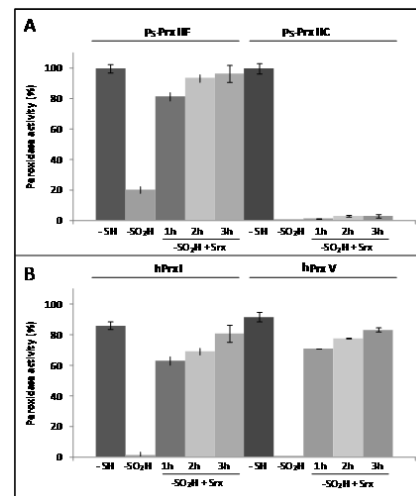 A
Ps-Prx IIF
Ps-Prx IIC
Peroxidase activity (%)
100
80
60
40
20
0
-SH
-SO2H
1h
2h
3h
-SH
-SO2H
1h
2h
3h
-SO2H + Srx
-SO2H + Srx
B
hPrx I
hPrx V
Peroxidase activity (%)
100
80
60
40
20
0
-SH
-SO2H
1h
2h
3h
-SH
-SO2H
1h
2h
3h
-SO2H + Srx
-SO2H + Srx